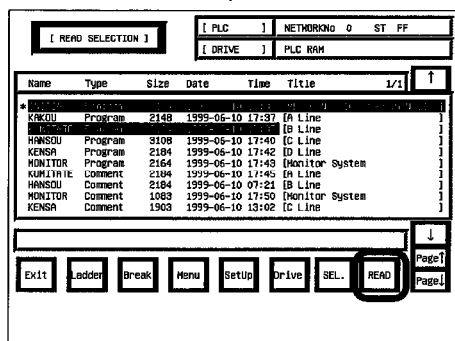 [ READ SELECTION ]
[ PLC ] NETWORKNo 0 ST FF
[ DRIVE ] PLC RAM
Name Type Size Date Time Title 1/1 ↑
*
KAKOU Program 2148 1999-06-10 17:37 [A Line ]
[B Line ]
HANSOU Program 3108 1999-06-10 17:40 [C Line ]
KENSA Program 2184 1999-06-10 17:42 [D Line ]
MONITOR Program 2164 1999-06-10 17:43 [Monitor System ]
KUMITATE Comment 2184 1999-06-10 17:45 [A Line ]
HANSOU Comment 2184 1999-06-10 07:21 [B Line ]
MONITOR Comment 1083 1999-06-10 17:50 [Monitor System ]
KENSA Comment 1903 1999-06-10 13:02 [C Line ]
↓
Page↑
Exit Ladder Break Menu SetUp Drive SEL. READ Page↓